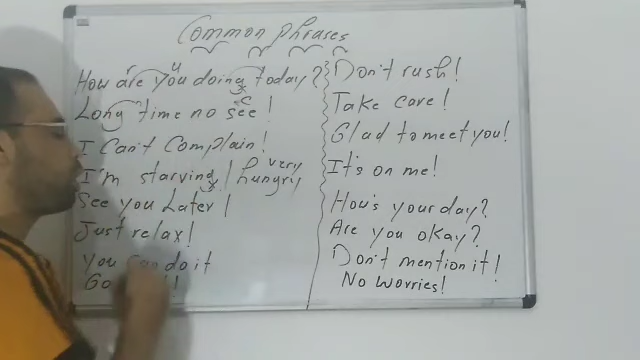 Common phrases
r u
How are you doing today?
c
Long time no see!
I can't complain!
very
I'm starving / hungry
See you later!
Just relax!
You can do it
Go
Don't rush!
Take care!
Glad to meet you!
It's on me!
How's your day?
Are you okay?
Don't mention it!
No worries!